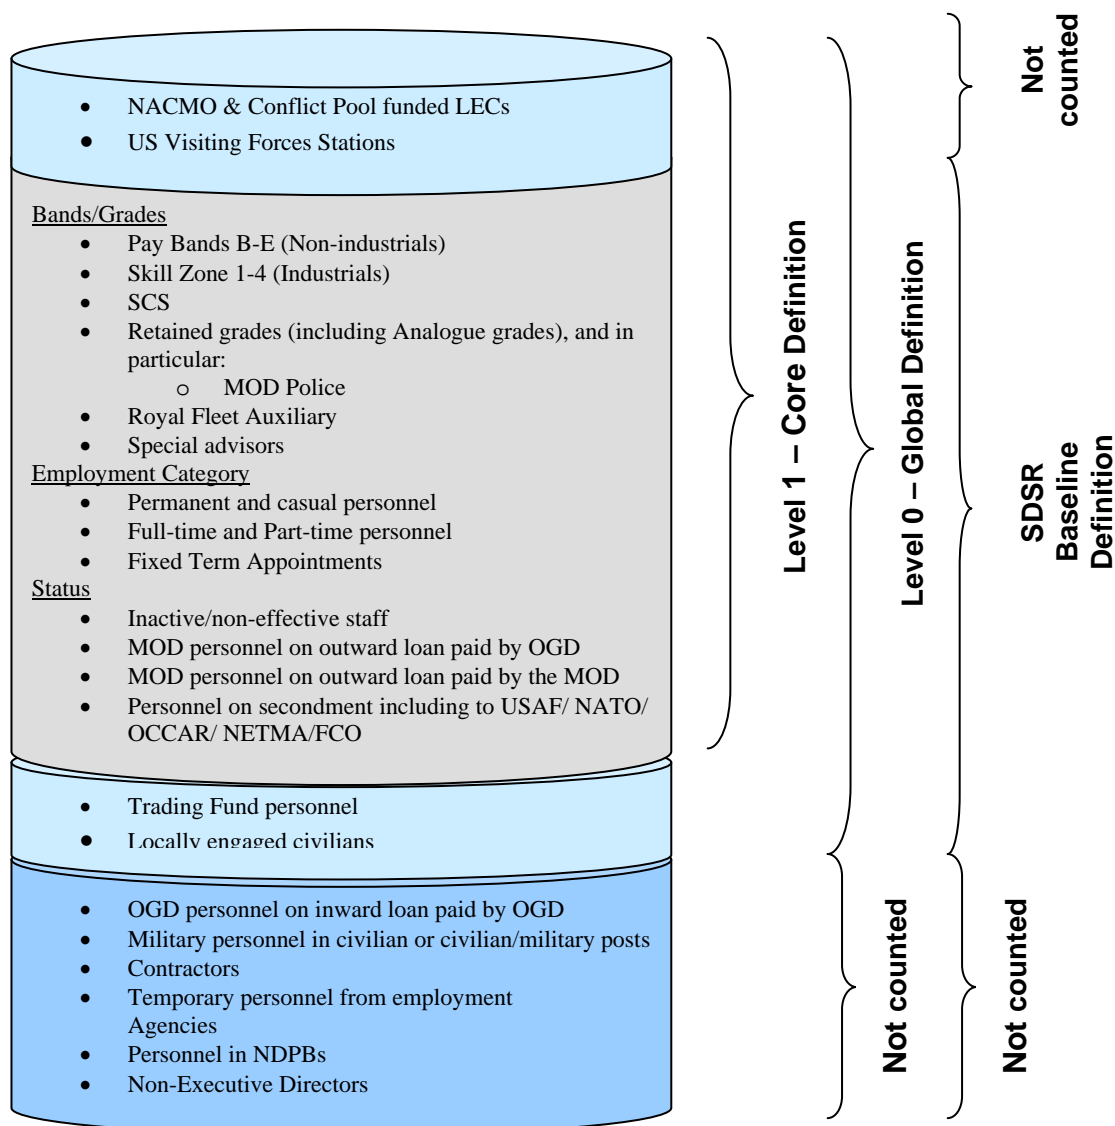 • NACMO & Conflict Pool funded LECs
• US Visiting Forces Stations
Bands/Grades
• Pay Bands B-E (Non-industrials)
• Skill Zone 1-4 (Industrials)
• SCS
• Retained grades (including Analogue grades), and in
particular:
o MOD Police
• Royal Fleet Auxiliary
• Special advisors
Employment Category
• Permanent and casual personnel
• Full-time and Part-time personnel
• Fixed Term Appointments
Status
• Inactive/non-effective staff
• MOD personnel on outward loan paid by OGD
• MOD personnel on outward loan paid by the MOD
• Personnel on secondment including to USAF/ NATO/
OCCAR/ NETMA/FCO
• Trading Fund personnel
• Locally engaged civilians
• OGD personnel on inward loan paid by OGD
• Military personnel in civilian or civilian/military posts
• Contractors
• Temporary personnel from employment
Agencies
• Personnel in NDPBs
• Non-Executive Directors
Level 1 – Core Definition
Level 0 – Global Definition
Not counted
Not
counted
SDSR
Baseline
Definition
Not counted